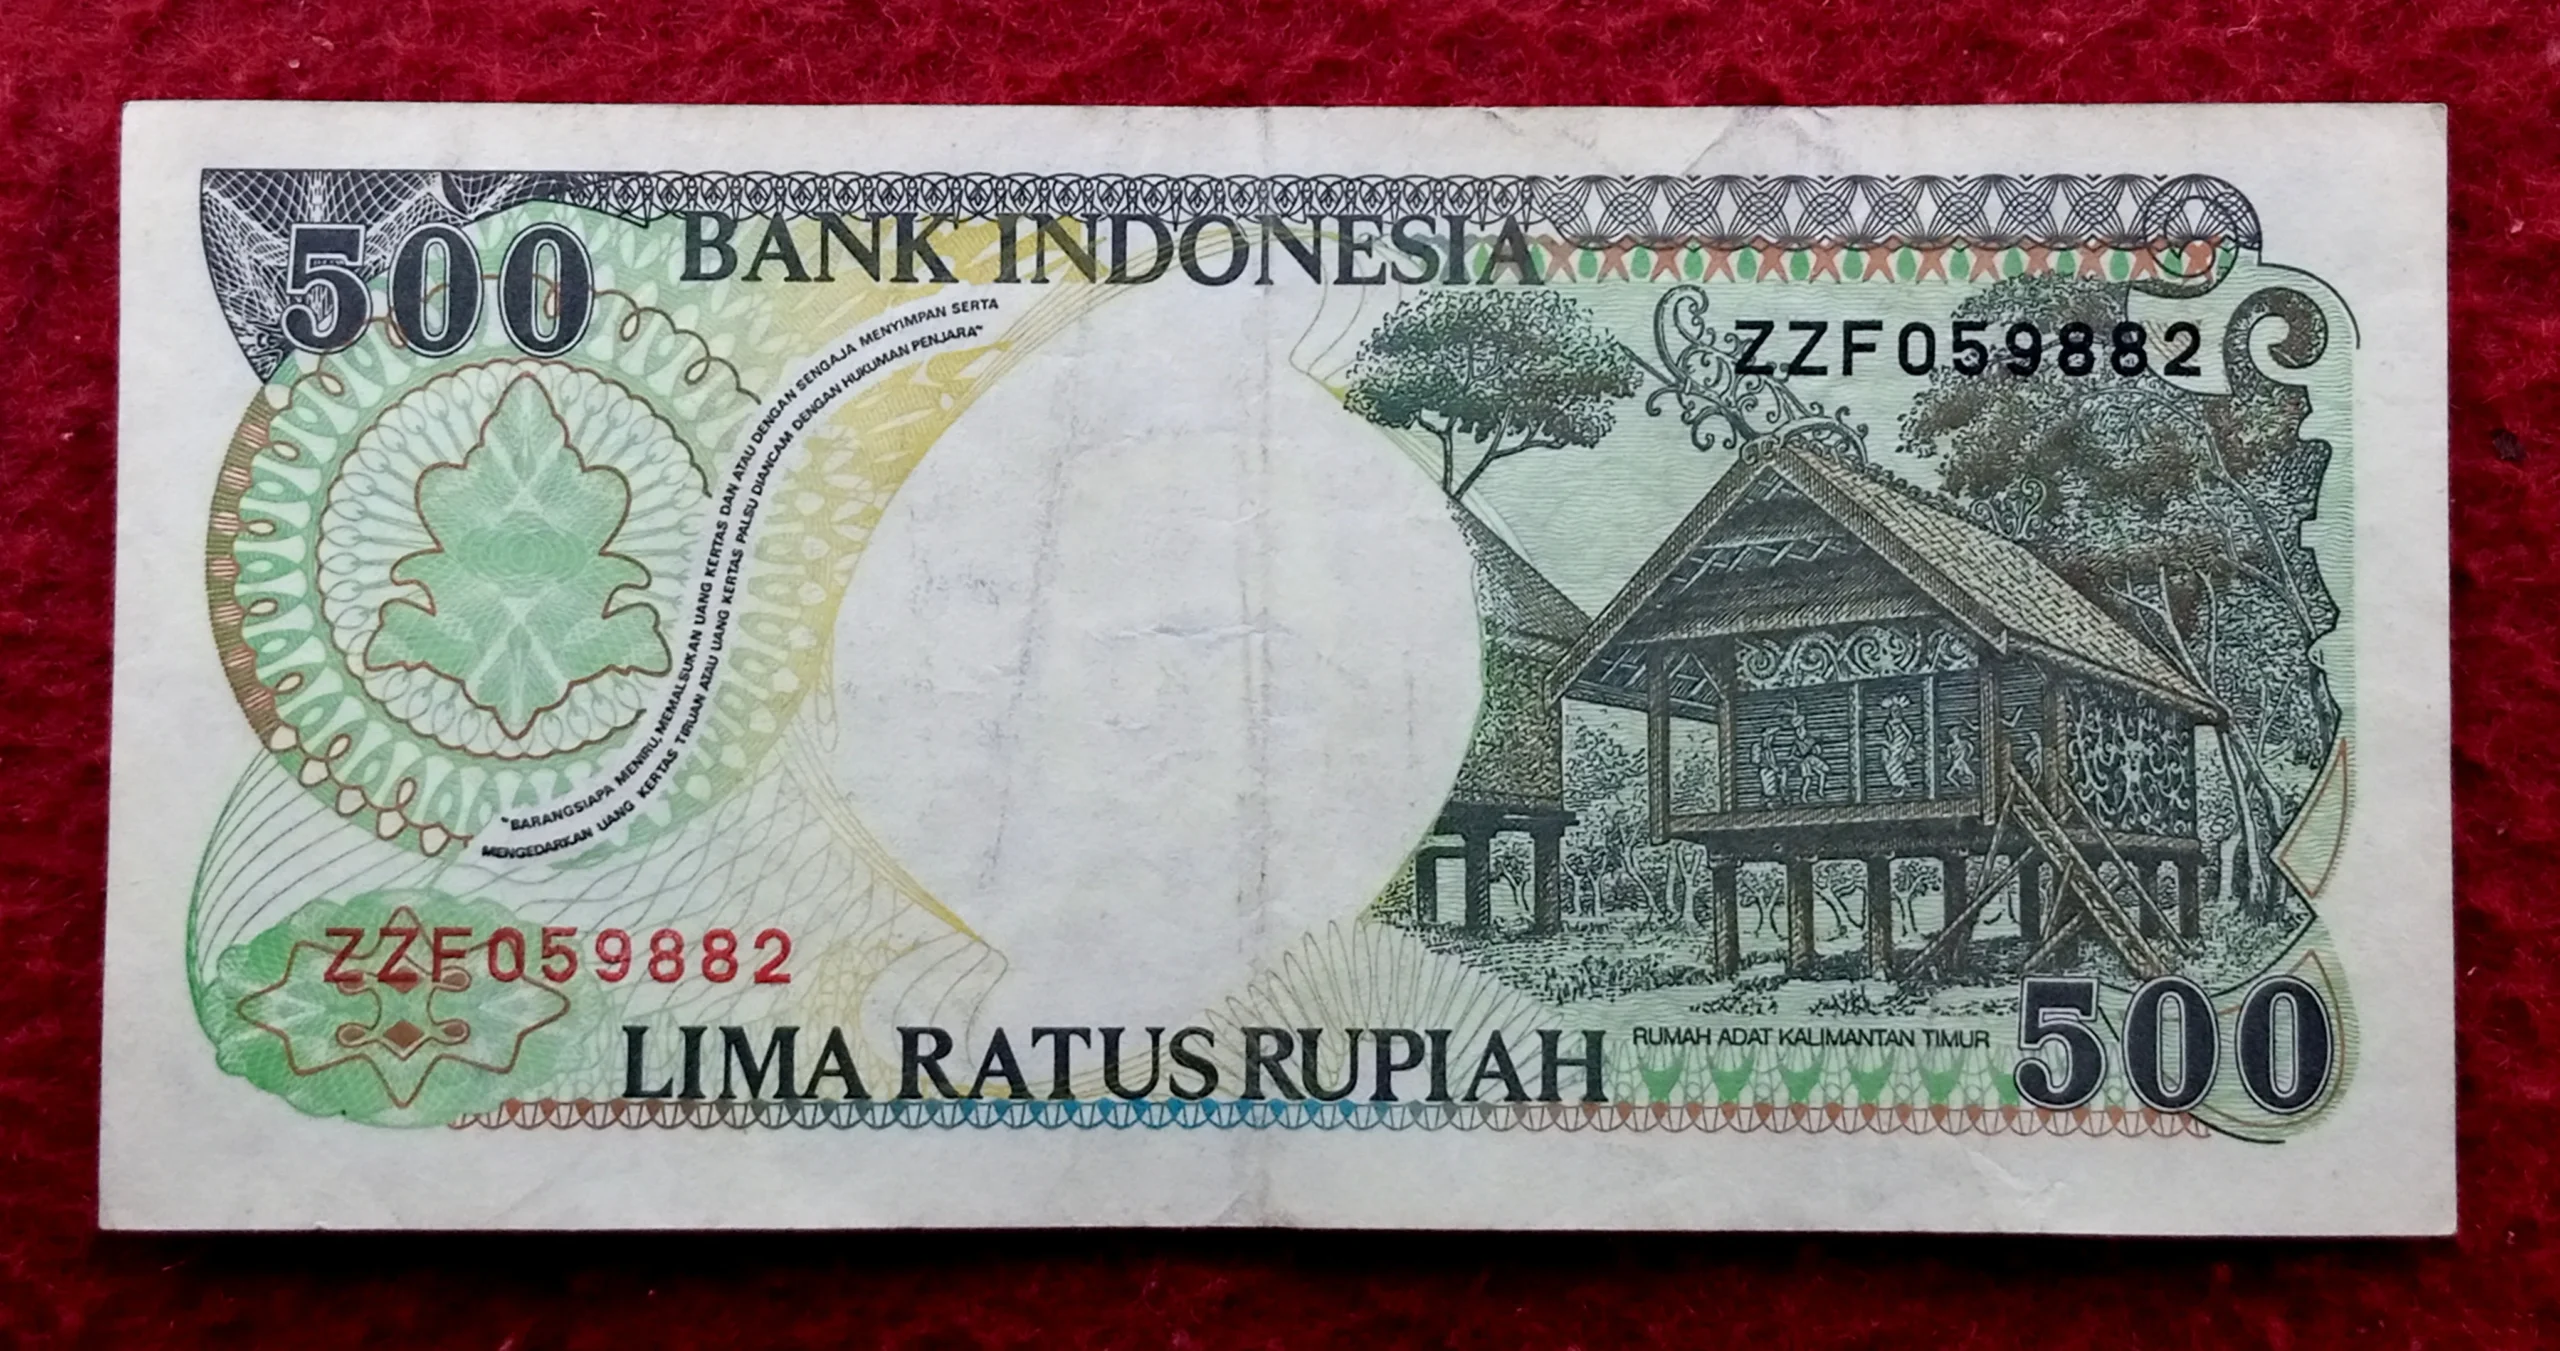 500
BANK INDONESIA
ZZF059882
"BARANGSIAPA MENIRU, MEMALSUKAN UANG KERTAS DAN ATAU DENGAN SENGAJA MENYIMPAN SERTA
MENGEDARKAN UANG KERTAS TIRUAN ATAU UANG KERTAS PALSU DIANCAM DENGAN HUKUMAN PENJARA"
ZZF059882
LIMA RATUS RUPIAH
RUMAH ADAT KALIMANTAN TIMUR
500